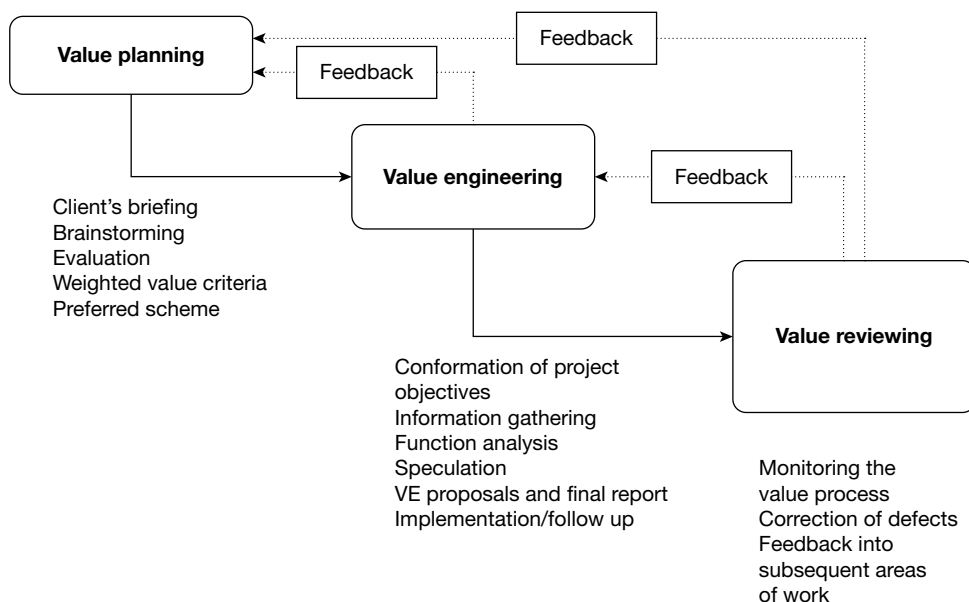 Value planning
Feedback
Feedback
Value engineering
Feedback
Client’s briefing
Brainstorming
Evaluation
Weighted value criteria
Preferred scheme
Value reviewing
Conformation of project
objectives
Information gathering
Function analysis
Speculation
VE proposals and final report
Implementation/follow up
Monitoring the
value process
Correction of defects
Feedback into
subsequent areas
of work